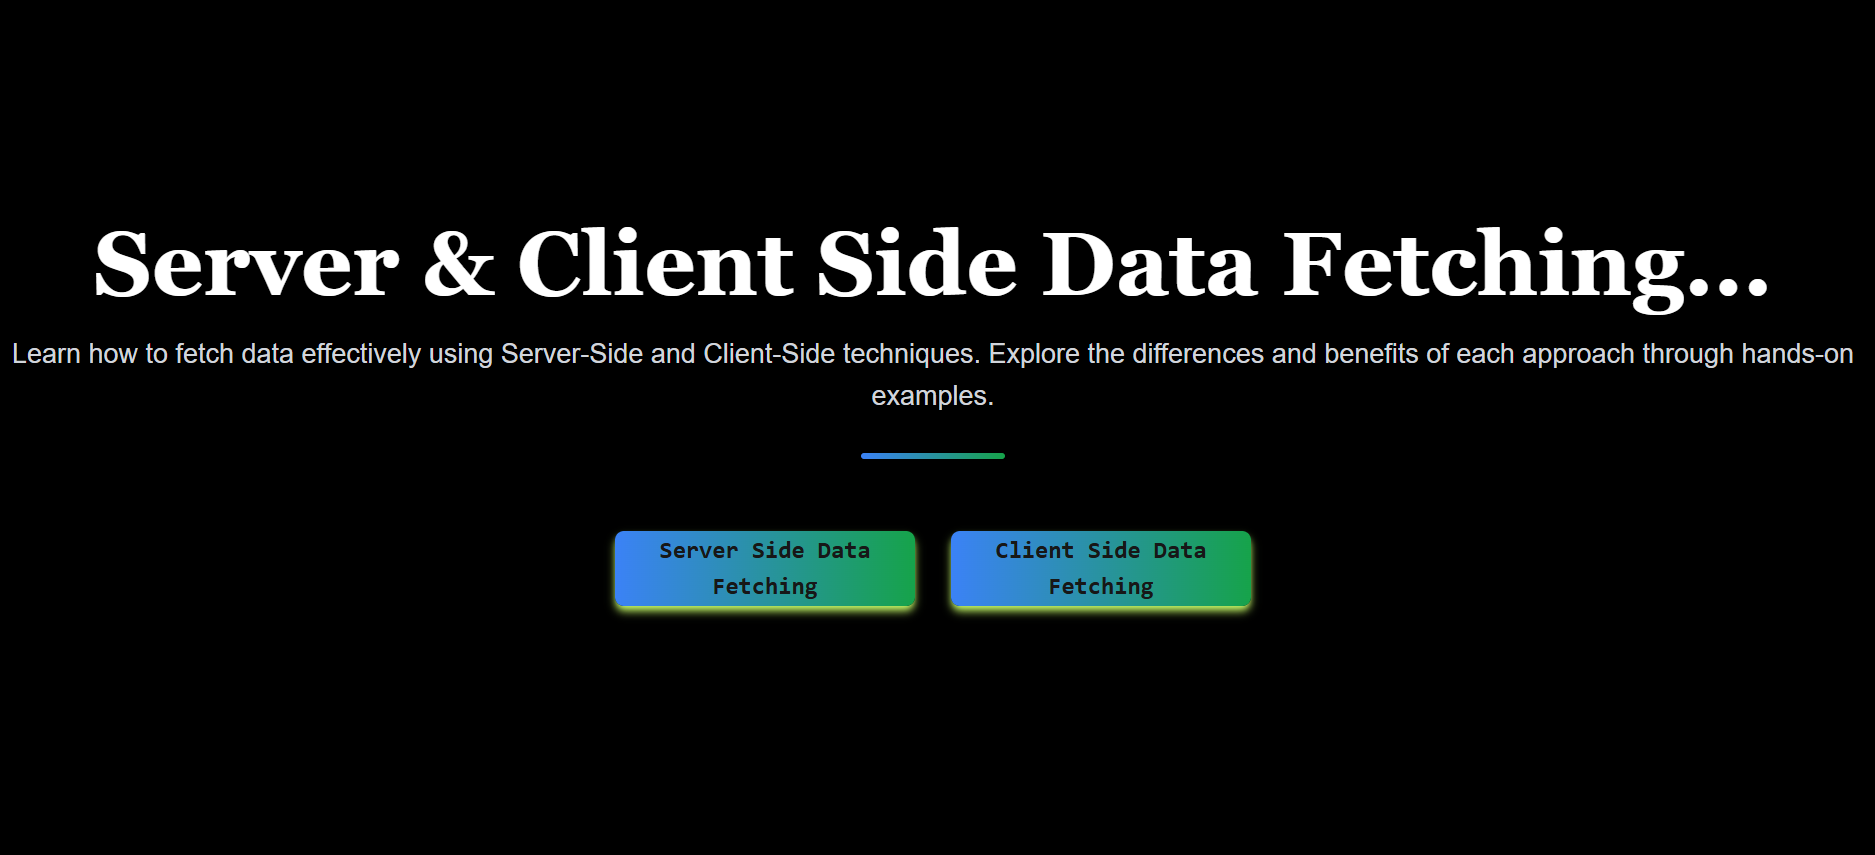 Server & Client Side Data Fetching...
Learn how to fetch data effectively using Server-Side and Client-Side techniques. Explore the differences and benefits of each approach through hands-on
examples.
Server Side Data
Fetching
Client Side Data
Fetching